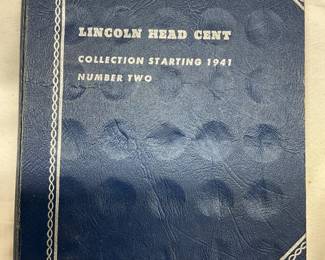 LINCOLN HEAD CENT
COLLECTION STARTING 1941
NUMBER TWO